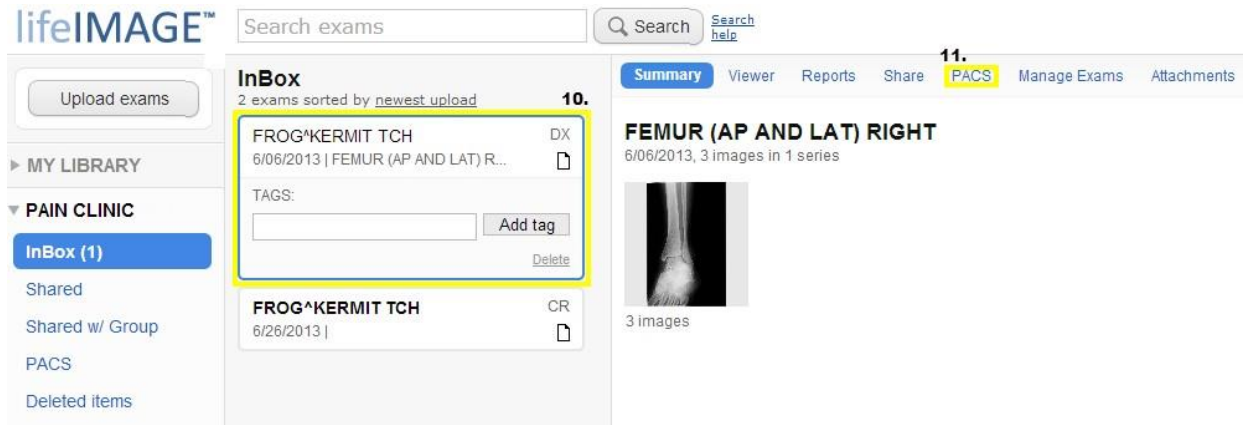 lifeIMAGE™
Search exams
Search
Search help
Upload exams
MY LIBRARY
PAIN CLINIC
InBox (1)
Shared
Shared w/ Group
PACS
Deleted items
InBox
2 exams sorted by newest upload
10.
FROG^KERMIT TCH DX
6/06/2013 | FEMUR (AP AND LAT) R...
TAGS:
Add tag
Delete
FROG^KERMIT TCH CR
6/26/2013 |
11.
Summary Viewer Reports Share PACS Manage Exams Attachments
FEMUR (AP AND LAT) RIGHT
6/06/2013, 3 images in 1 series
3 images